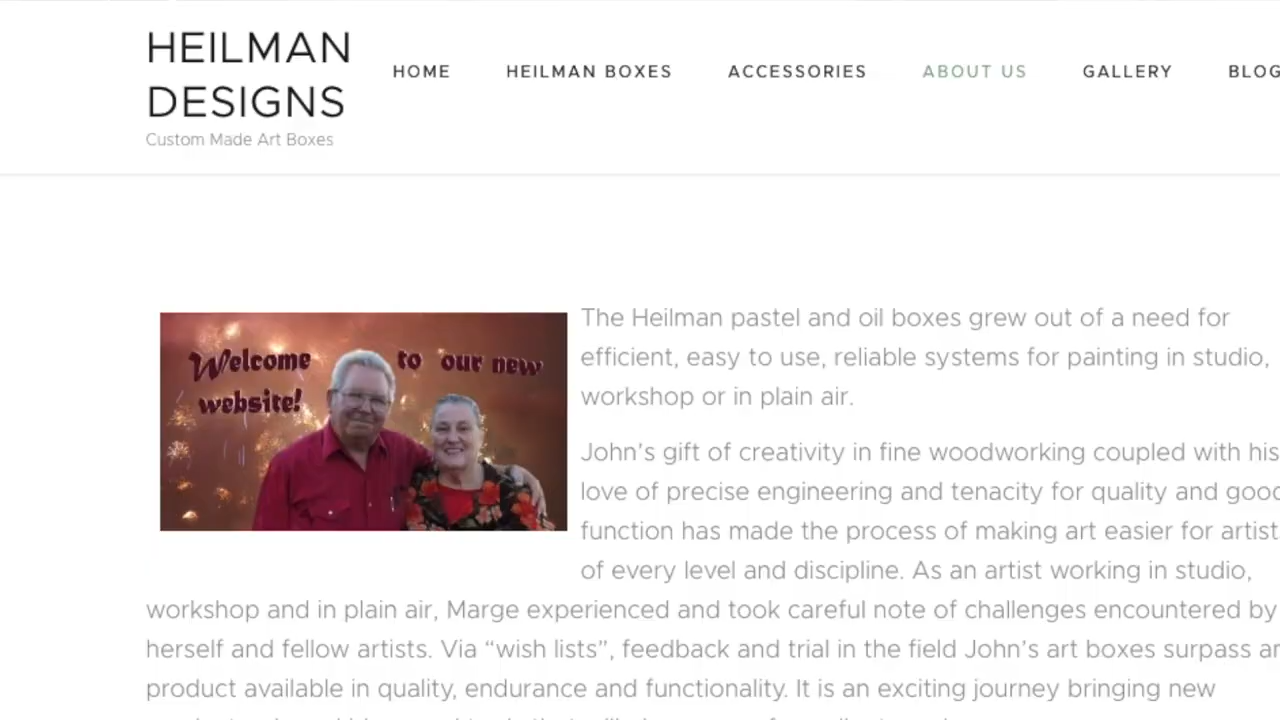 HEILMAN
DESIGNS
Custom Made Art Boxes
HOME HEILMAN BOXES ACCESSORIES ABOUT US GALLERY BLOG
Welcome to our new
website!
The Heilman pastel and oil boxes grew out of a need for
efficient, easy to use, reliable systems for painting in studio,
workshop or in plain air.
John’s gift of creativity in fine woodworking coupled with his
love of precise engineering and tenacity for quality and good
function has made the process of making art easier for artist
of every level and discipline. As an artist working in studio,
workshop and in plain air, Marge experienced and took careful note of challenges encountered by
herself and fellow artists. Via “wish lists”, feedback and trial in the field John’s art boxes surpass
product available in quality, endurance and functionality. It is an exciting journey bringing new